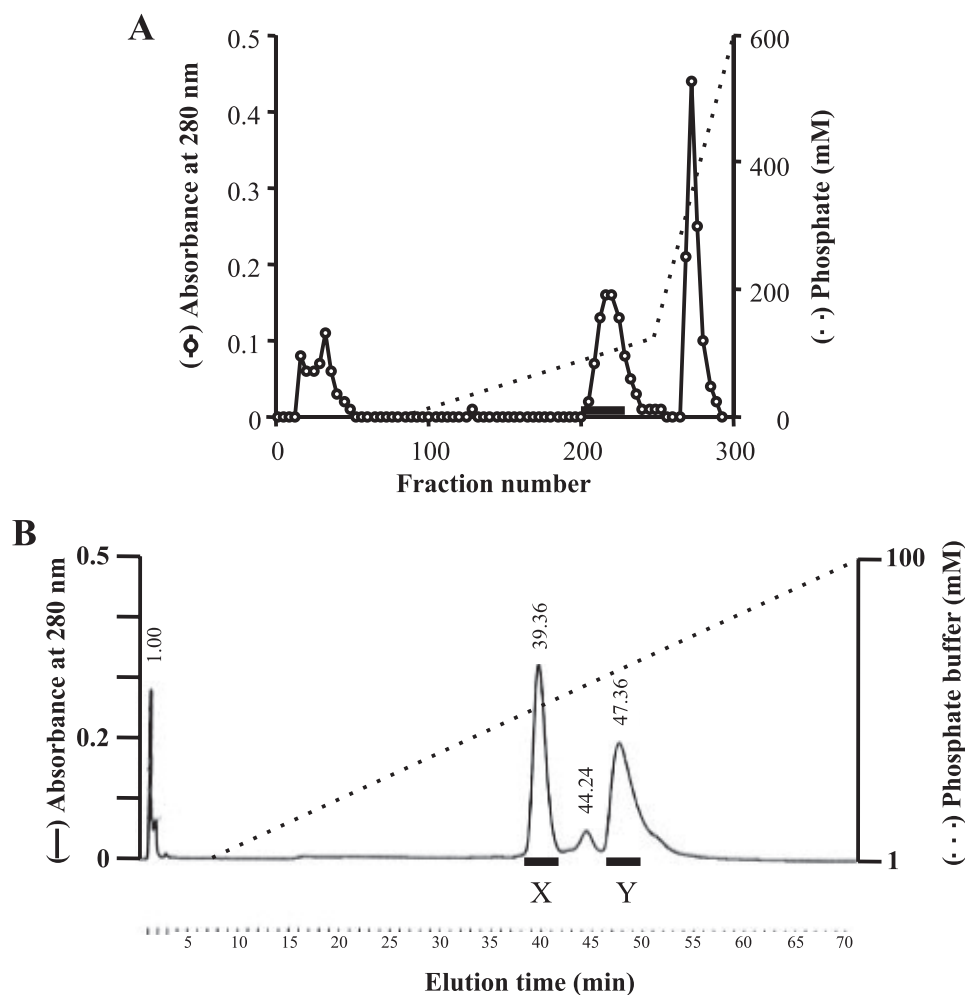 A
0.5
0.4
0.3
0.2
0.1
0
(-o-) Absorbance at 280 nm
600
400
200
0
(· ·) Phosphate (mM)
0 100 200 300
Fraction number
B
0.5
0.2
0
(—) Absorbance at 280 nm
1.00
39.36
44.24
47.36
100
1
(· · ·) Phosphate buffer (mM)
X Y
5 10 15 20 25 30 35 40 45 50 55 60 65 70
Elution time (min)